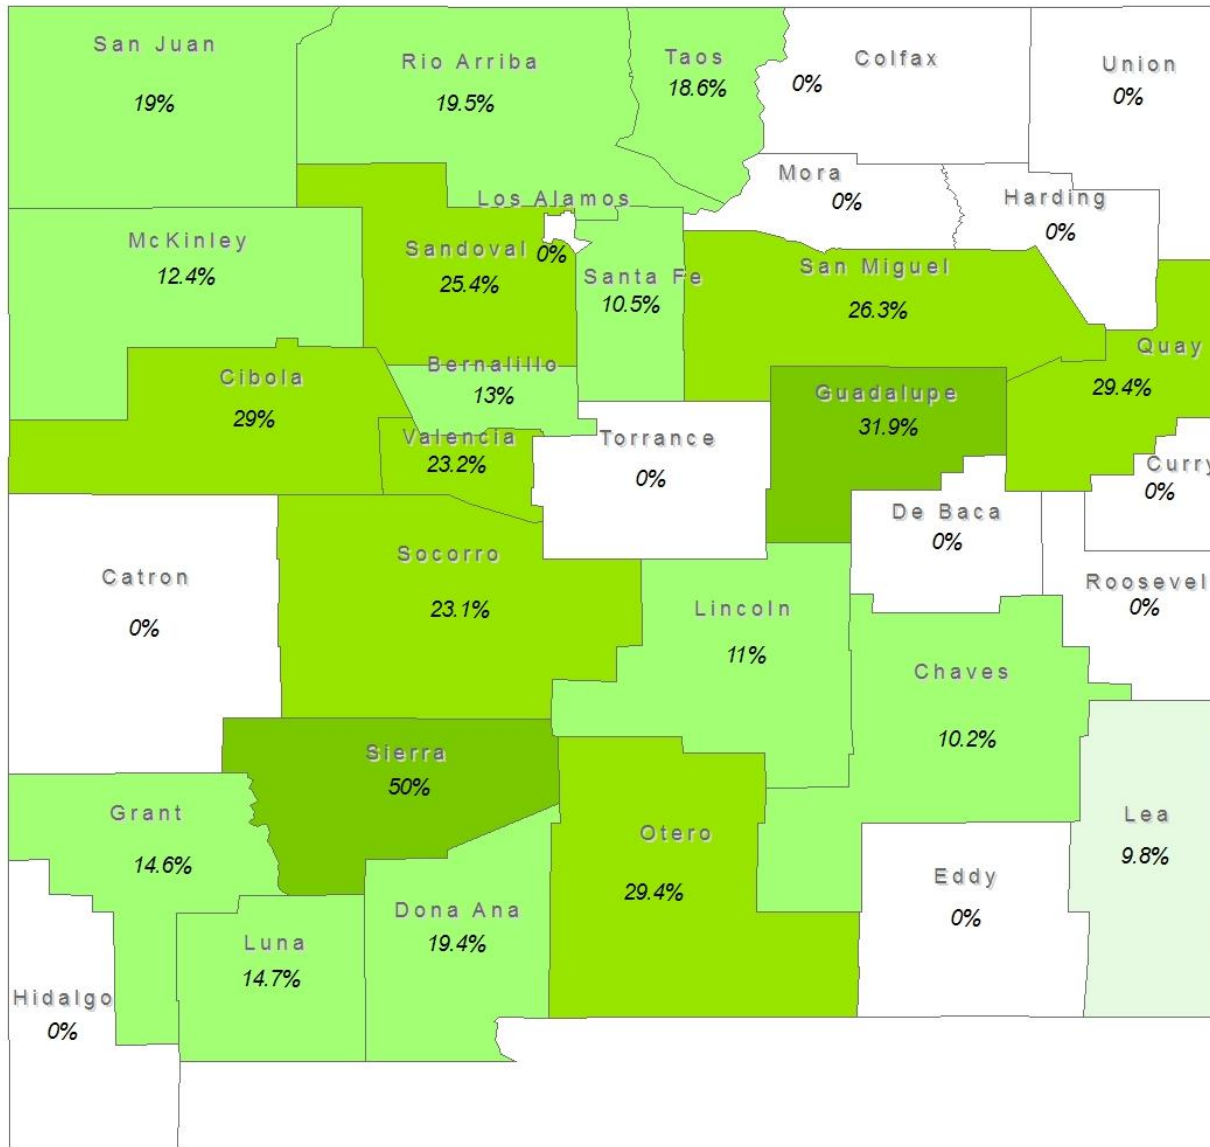 San Juan
19%
Rio Arriba
19.5%
Taos
18.6%
Colfax
0%
Union
0%
Mora
0%
Harding
0%
Los Alamos
0%
McKinley
12.4%
Sandoval
25.4%
Santa Fe
10.5%
San Miguel
26.3%
Quay
29.4%
Cibola
29%
Bernalillo
13%
Guadalupe
31.9%
Valencia
23.2%
Torrance
0%
Curry
0%
De Baca
0%
Catron
0%
Socorro
23.1%
Lincoln
11%
Roosevel
0%
Chaves
10.2%
Sierra
50%
Grant
14.6%
Otero
29.4%
Lea
9.8%
Eddy
0%
Dona Ana
19.4%
Luna
14.7%
Hidalgo
0%